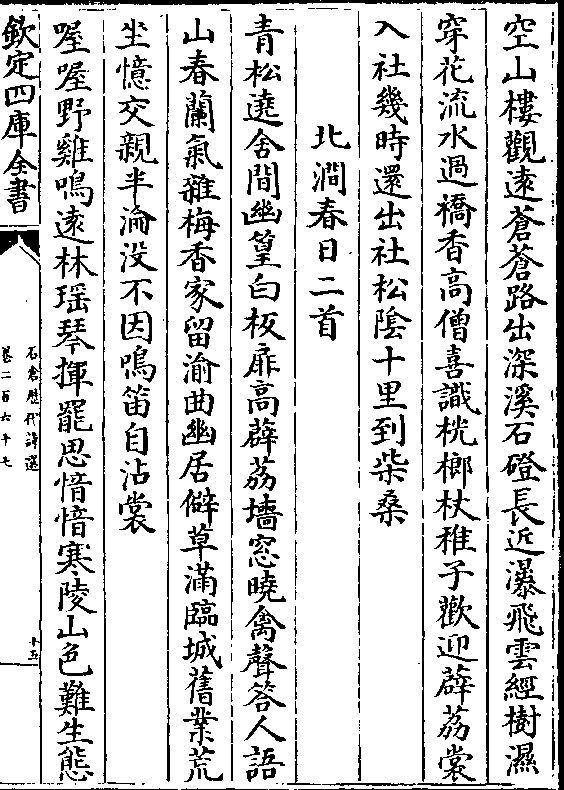 空山樓觀遠蒼蒼路出深溪石磴長近瀑飛雲經樹濕
穿花流水過橋香高僧喜識桄榔杖稚子歡迎薜荔裳
入社幾時還出社松陰十里到柴桑
北澗春日二首
青松遶舍間幽篁白板扉高薜荔墻窓曉禽聲答人語
山春蘭氣雜梅香家留渝曲幽居僻草滿臨城舊業荒
坐憶交親半淪没不因鳴笛自沾裳
喔喔野雞鳴遠林瑶琴揮罷思愔愔寒陵山色難生態
欽定四庫全書
石倉歷代詩選
卷二百六十七
十五